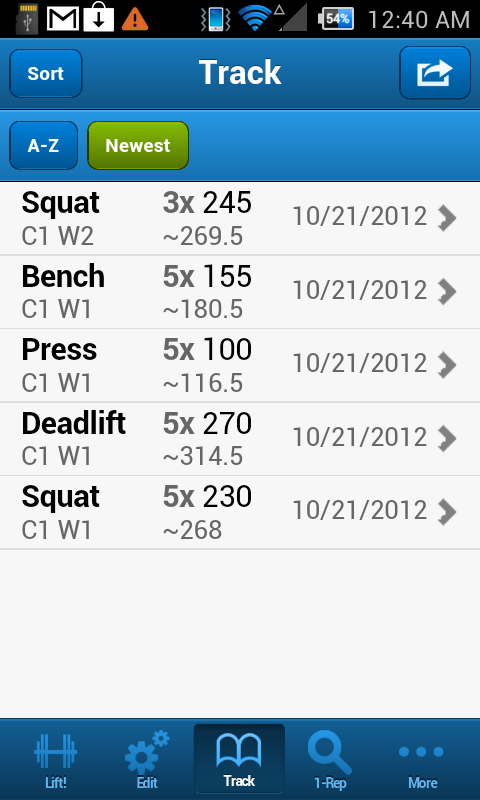 54% 12:40 AM
Sort Track
A-Z Newest
Squat 3x 245 10/21/2012
C1 W2 ~269.5
Bench 5x 155 10/21/2012
C1 W1 ~180.5
Press 5x 100 10/21/2012
C1 W1 ~116.5
Deadlift 5x 270 10/21/2012
C1 W1 ~314.5
Squat 5x 230 10/21/2012
C1 W1 ~268
Lift! Edit Track 1-Rep More